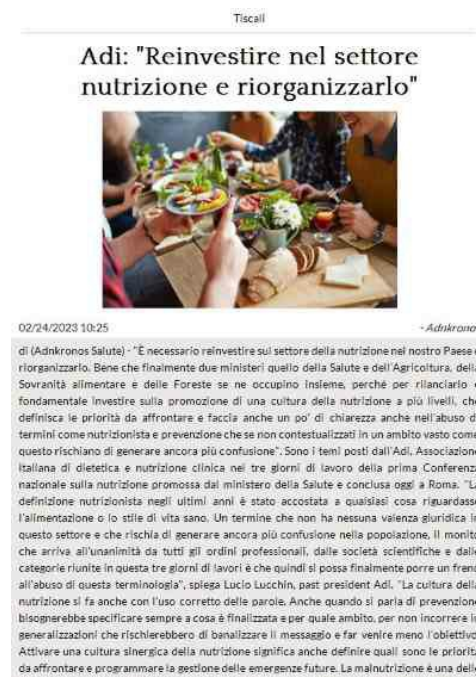 Tiscali
Adi: "Reinvestire nel settore
nutrizione e riorganizzarlo"
02/24/2023 10:25
- Adnkronos
di (Adnkronos Salute) - "È necessario reinvestire sul settore della nutrizione nel nostro Paese e
riorganizzarlo. Bene che finalmente due ministeri quello della Salute e dell'Agricoltura, della
Sovranità alimentare e delle Foreste se ne occupino insieme, perché per rilanciarlo è
fondamentale investire sulla promozione di una cultura della nutrizione a più livelli, che
definisca le priorità da affrontare e faccia anche un po' di chiarezza anche nell'abuso di
termini come nutrizionista e prevenzione che se non contestualizzati in un ambito vasto come
questo rischiano di generare ancora più confusione". Sono i temi posti dall'Adi, Associazione
italiana di dietetica e nutrizione clinica nei tre giorni di lavoro della prima Conferenza
nazionale sulla nutrizione promossa dal ministero della Salute e conclusa oggi a Roma. "La
definizione nutrizionista negli ultimi anni è stato accostata a qualsiasi cosa riguardasse
l'alimentazione o lo stile di vita sano. Un termine che non ha nessuna valenza giuridica in
questo settore e che rischia di generare ancora più confusione nella popolazione, il monito
che arriva all'unanimità da tutti gli ordini professionali, dalle società scientifiche e dalle
categorie riunite in questa tre giorni di lavori è che quindi si possa finalmente porre un freno
all'abuso di questa terminologia", spiega Lucio Lucchin, past president Adi. "La cultura della
nutrizione si fa anche con l'uso corretto delle parole. Anche quando si parla di prevenzione
bisognerebbe specificare sempre a cosa è finalizzata e per quale ambito, per non incorrere in
generalizzazioni che rischierebbero di banalizzare il messaggio e far venire meno l'obiettivo.
Attivare una cultura sinergica della nutrizione significa anche definire quali sono le priorità
da affrontare e programmare la gestione delle emergenze future. La malnutrizione è una delle